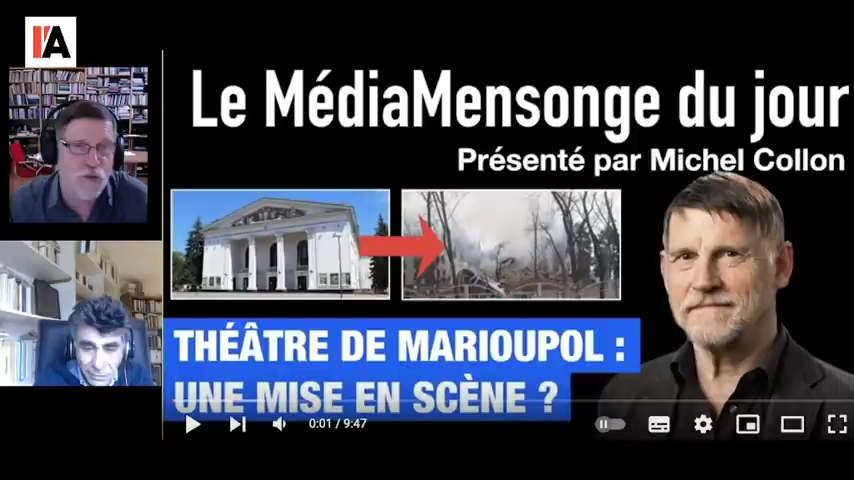 IA
Le MédiaMensonge du jour
Présenté par Michel Collon
THÉÂTRE DE MARIOUPOL :
UNE MISE EN SCÈNE ?
0:01 / 9:47